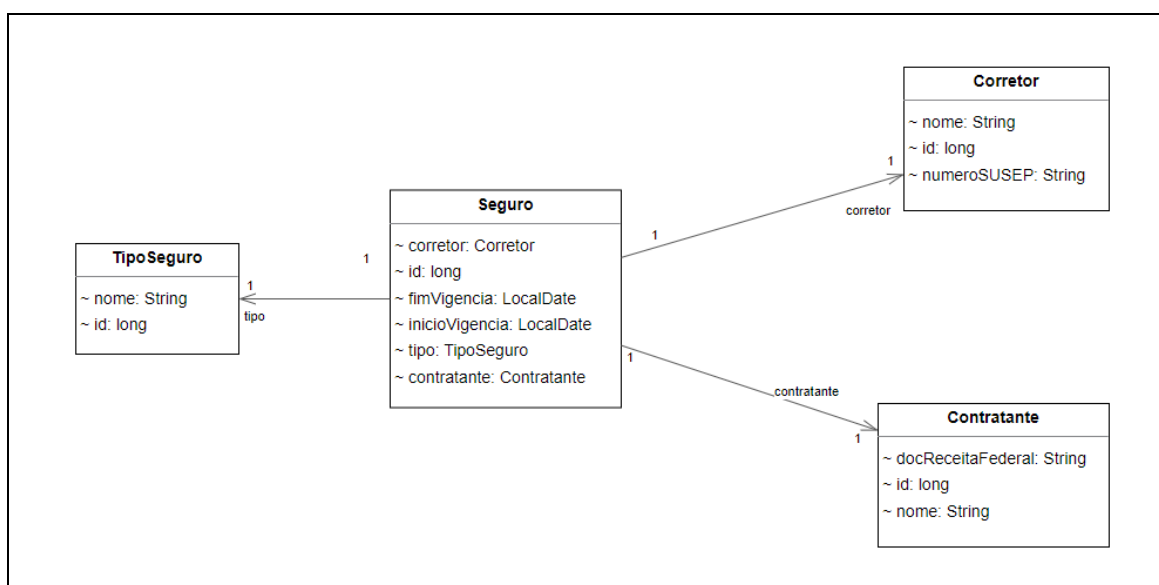 Corretor
~ nome: String
~ id: long
~ numeroSUSEP: String
1
corretor
1
Seguro
~ corretor: Corretor
~ id: long
~ fimVigencia: LocalDate
~ inicioVigencia: LocalDate
~ tipo: TipoSeguro
~ contratante: Contratante
TipoSeguro
~ nome: String
~ id: long
1
1
tipo
1
contratante
1
Contratante
~ docReceitaFederal: String
~ id: long
~ nome: String